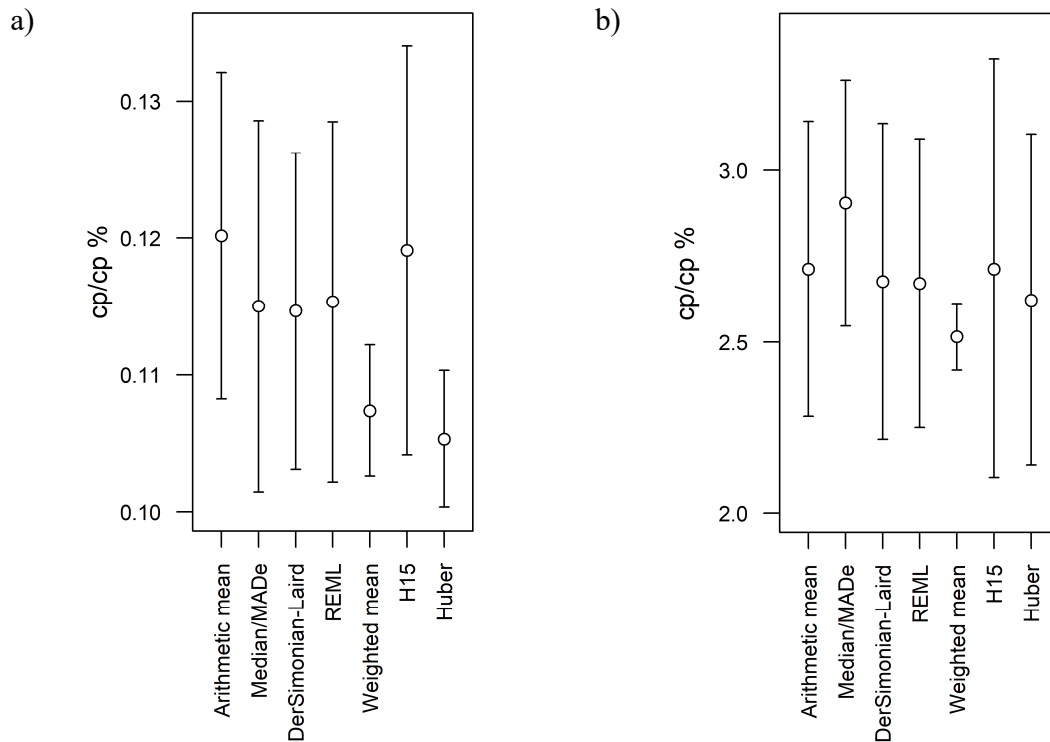 a)
cp/cp %
0.13
0.12
0.11
0.10
Arithmetic mean
Median/MADe
DerSimonian-Laird
REML
Weighted mean
H15
Huber
b)
cp/cp %
3.0
2.5
2.0
Arithmetic mean
Median/MADe
DerSimonian-Laird
REML
Weighted mean
H15
Huber